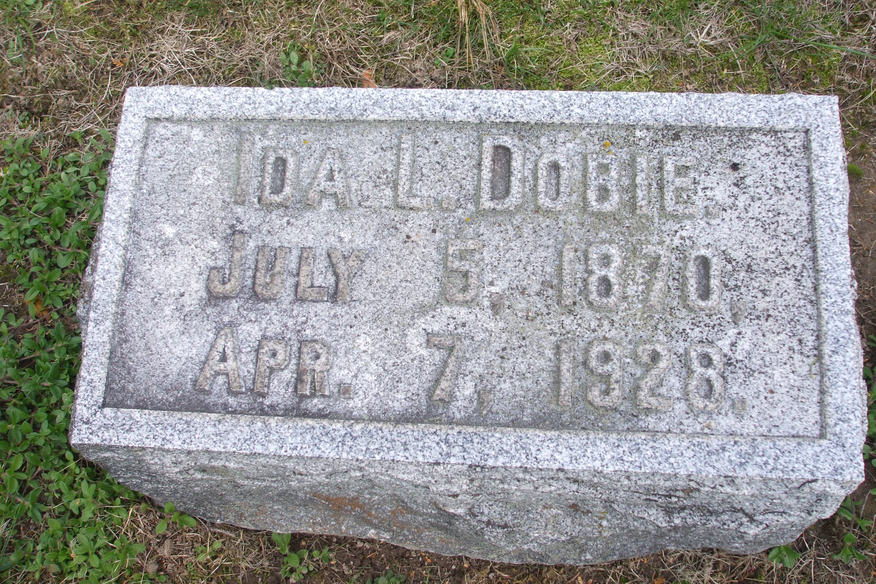 IDA L. DOBIE.
JULY 5, 1870,
APR. 7, 1928.